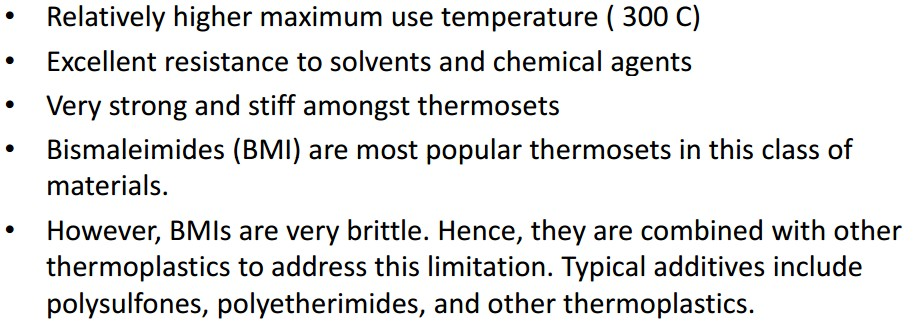 • Relatively higher maximum use temperature ( 300 C)
• Excellent resistance to solvents and chemical agents
• Very strong and stiff amongst thermosets
• Bismaleimides (BMI) are most popular thermosets in this class of
materials.
• However, BMIs are very brittle. Hence, they are combined with other
thermoplastics to address this limitation. Typical additives include
polysulfones, polyetherimides, and other thermoplastics.